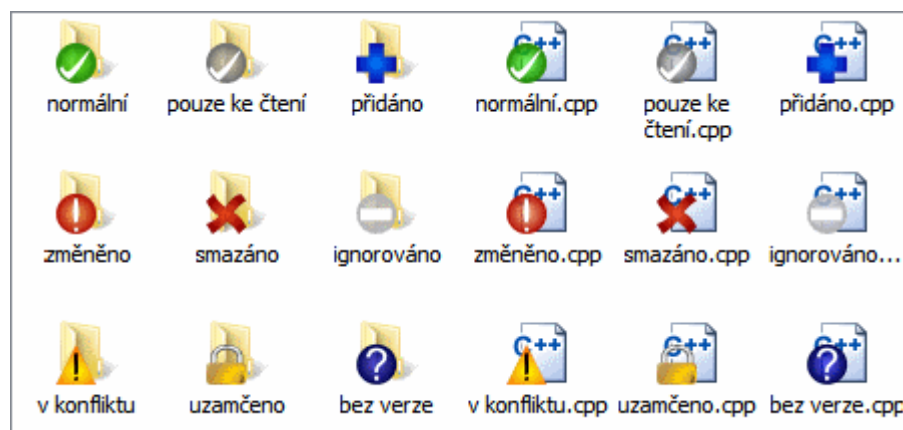 C++ C++ C++
normální pouze ke čtení přidáno normální.cpp pouze ke přidáno.cpp
čtení.cpp
C++ C++ C++
změněno smazáno ignorováno změněno.cpp smazáno.cpp ignorováno...
C++ C++ C++
v konfliktu uzamčeno bez verze v konfliktu.cpp uzamčeno.cpp bez verze.cpp